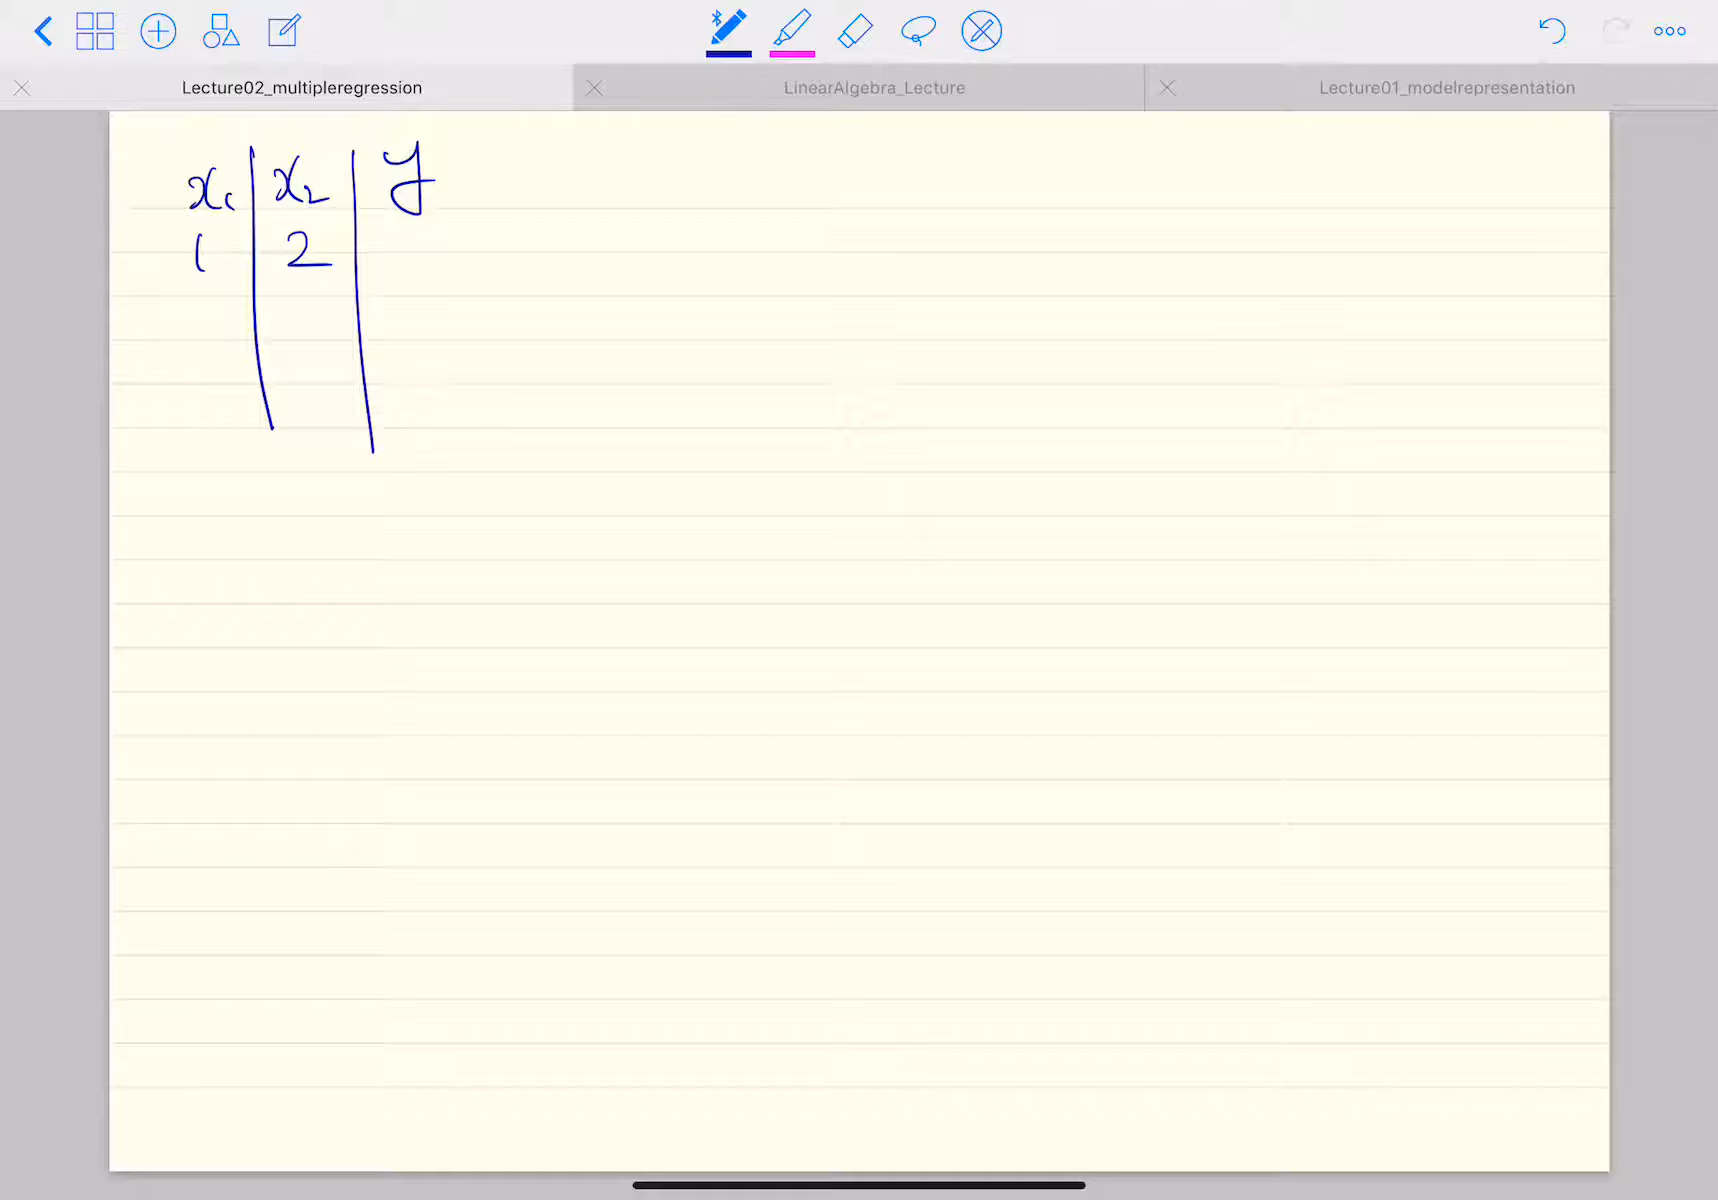 Lecture02_multipleregression LinearAlgebra_Lecture Lecture01_modelrepresentation
x₁ x₂ y
1 2